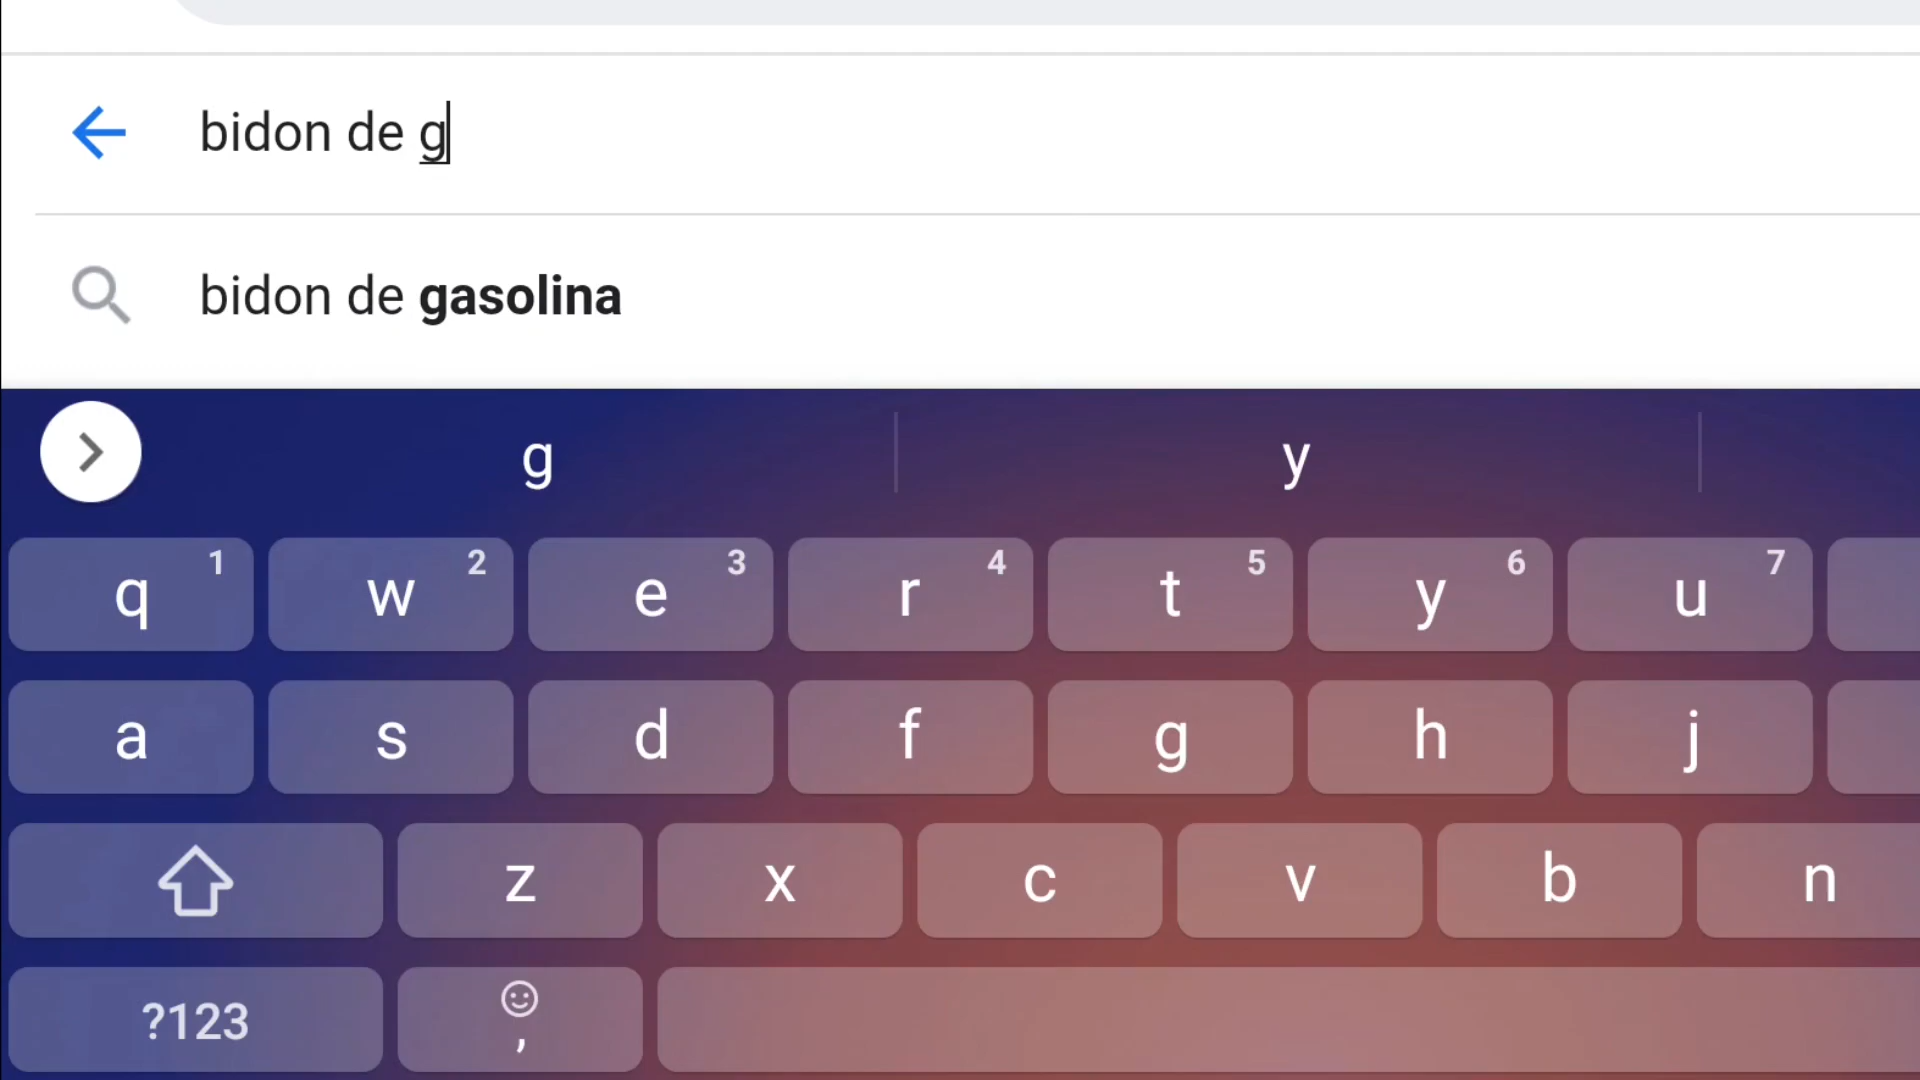 bidon de g
bidon de gasolina
g y
q 1 w 2 e 3 r 4 t 5 y 6 u 7
a s d f g h j
z x c v b n
?123 ,